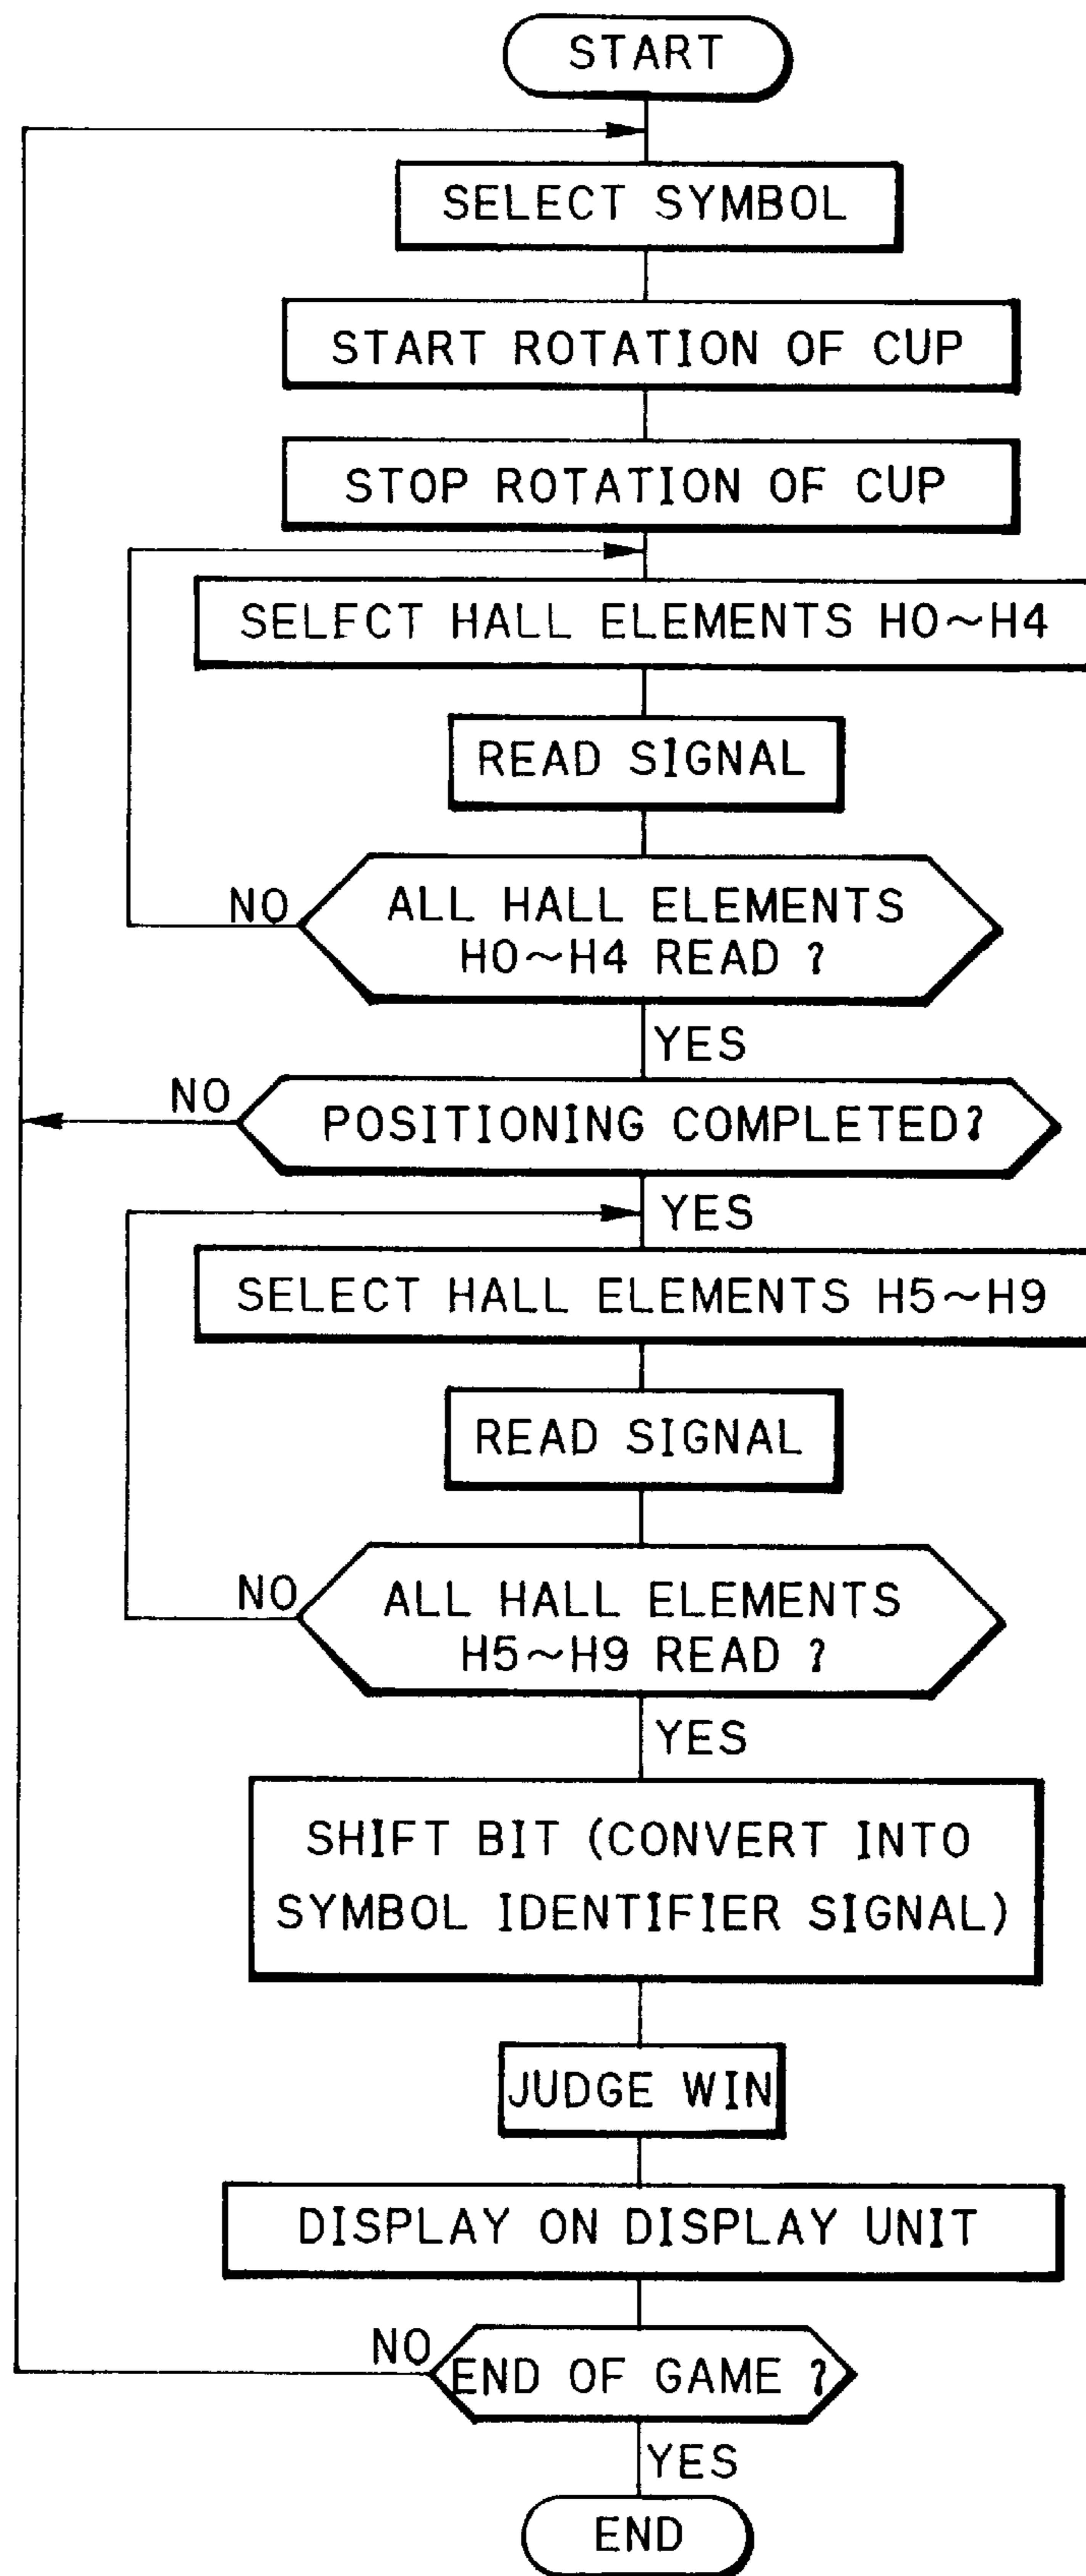 START
SELECT SYMBOL
START ROTATION OF CUP
STOP ROTATION OF CUP
SELFCT HALL ELEMENTS H0~H4
READ SIGNAL
NO
ALL HALL ELEMENTS
H0~H4 READ ?
YES
NO
POSITIONING COMPLETED?
YES
SELECT HALL ELEMENTS H5~H9
READ SIGNAL
NO
ALL HALL ELEMENTS
H5~H9 READ ?
YES
SHIFT BIT (CONVERT INTO
SYMBOL IDENTIFIER SIGNAL)
JUDGE WIN
DISPLAY ON DISPLAY UNIT
NO
END OF GAME ?
YES
END